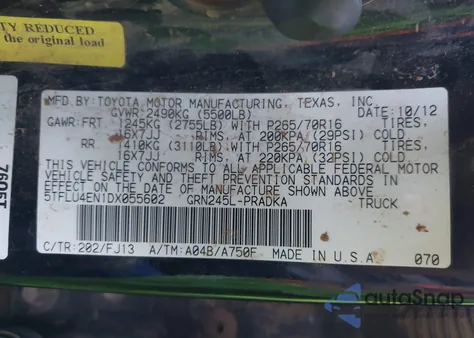 TY REDUCED
the original load
MFD.BY:TOYOTA MOTOR MANUFACTURING, TEXAS, INC.
GVWR:2490KG (5500LB) DATE:10/12
GAWR:FRT 1245KG (2755LB) WITH P265/70R16 TIRES,
16X7JJ RIMS, AT 200KPA (29PSI) COLD
RR 1410KG (3110LB) WITH P265/70R16 TIRES,
16X7JJ RIMS, AT 220KPA (32PSI) COLD
THIS VEHICLE CONFORMS TO ALL APPLICABLE FEDERAL MOTOR
VEHICLE SAFETY AND THEFT PREVENTION STANDARDS IN
EFFECT ON THE DATE OF MANUFACTURE SHOWN ABOVE.
5TFLU4EN1DX055602 GRN245L-PRADKA TRUCK
C/TR:202/FJ13 A/TM:A04B/A750F MADE IN U.S.A 070
autoSnap